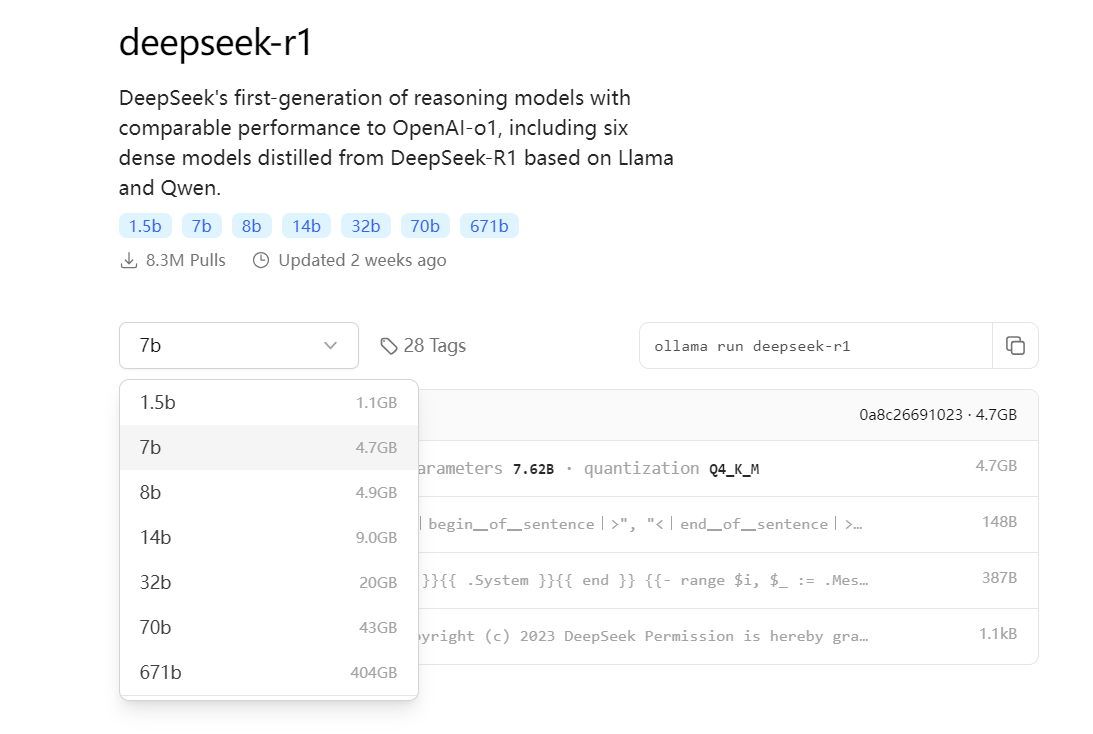 deepseek-r1
DeepSeek's first-generation of reasoning models with
comparable performance to OpenAI-o1, including six
dense models distilled from DeepSeek-R1 based on Llama
and Qwen.
1.5b 7b 8b 14b 32b 70b 671b
8.3M Pulls Updated 2 weeks ago
7b 28 Tags ollama run deepseek-r1
1.5b 1.1GB
7b 4.7GB
8b 4.9GB
14b 9.0GB
32b 20GB
70b 43GB
671b 404GB
0a8c26691023 · 4.7GB
arameters 7.62B · quantization Q4_K_M 4.7GB
|begin__of__sentence|>", "<|end__of__sentence|>… 148B
}}{{ .System }}{{ end }} {{- range $i, $_ := .Mes… 387B
pyright (c) 2023 DeepSeek Permission is hereby gra… 1.1kB